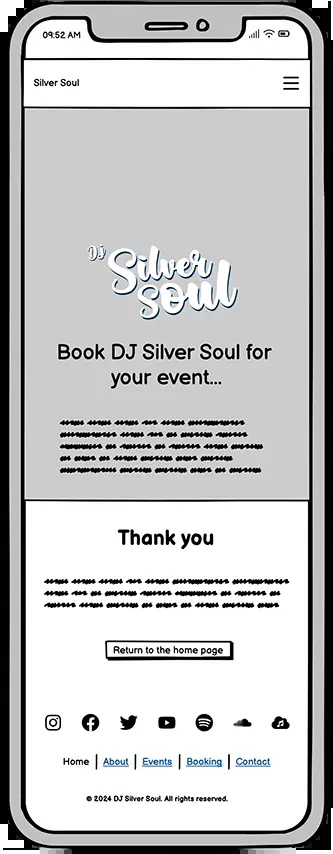 09:52 AM
Silver Soul
Dj
Silver
Soul
Book DJ Silver Soul for
your event...
Thank you
Return to the home page
Home | About | Events | Booking | Contact
© 2024 DJ Silver Soul. All rights reserved.